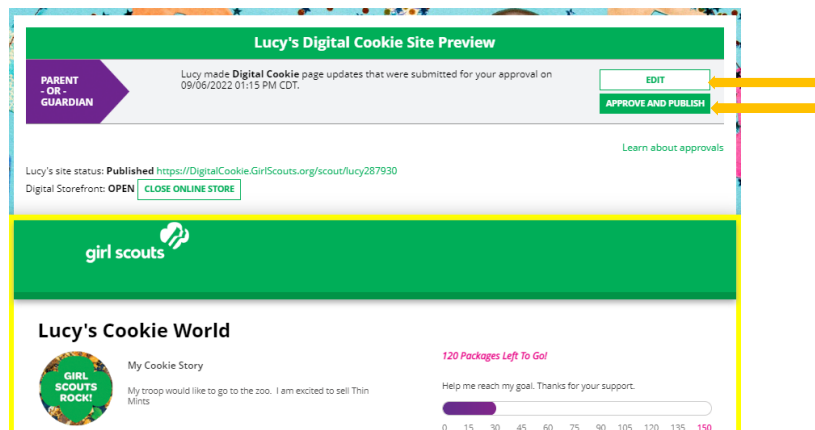 Lucy's Digital Cookie Site Preview
PARENT
- OR -
GUARDIAN
Lucy made Digital Cookie page updates that were submitted for your approval on
09/06/2022 01:15 PM CDT.
EDIT
APPROVE AND PUBLISH
Learn about approvals
Lucy's site status: Published https://DigitalCookie.GirlScouts.org/scout/lucy287930
Digital Storefront: OPEN CLOSE ONLINE STORE
girl scouts
Lucy's Cookie World
GIRL
SCOUTS
ROCK!
My Cookie Story
My troop would like to go to the zoo. I am excited to sell Thin
Mints
120 Packages Left To Go!
Help me reach my goal. Thanks for your support.
0 15 30 45 60 75 90 105 120 135 150